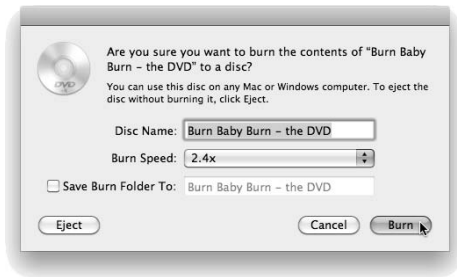 Are you sure you want to burn the contents of “Burn Baby
Burn – the DVD” to a disc?
You can use this disc on any Mac or Windows computer. To eject the
disc without burning it, click Eject.
Disc Name: Burn Baby Burn – the DVD
Burn Speed: 2.4x
Save Burn Folder To: Burn Baby Burn – the DVD
Eject Cancel Burn
DVD